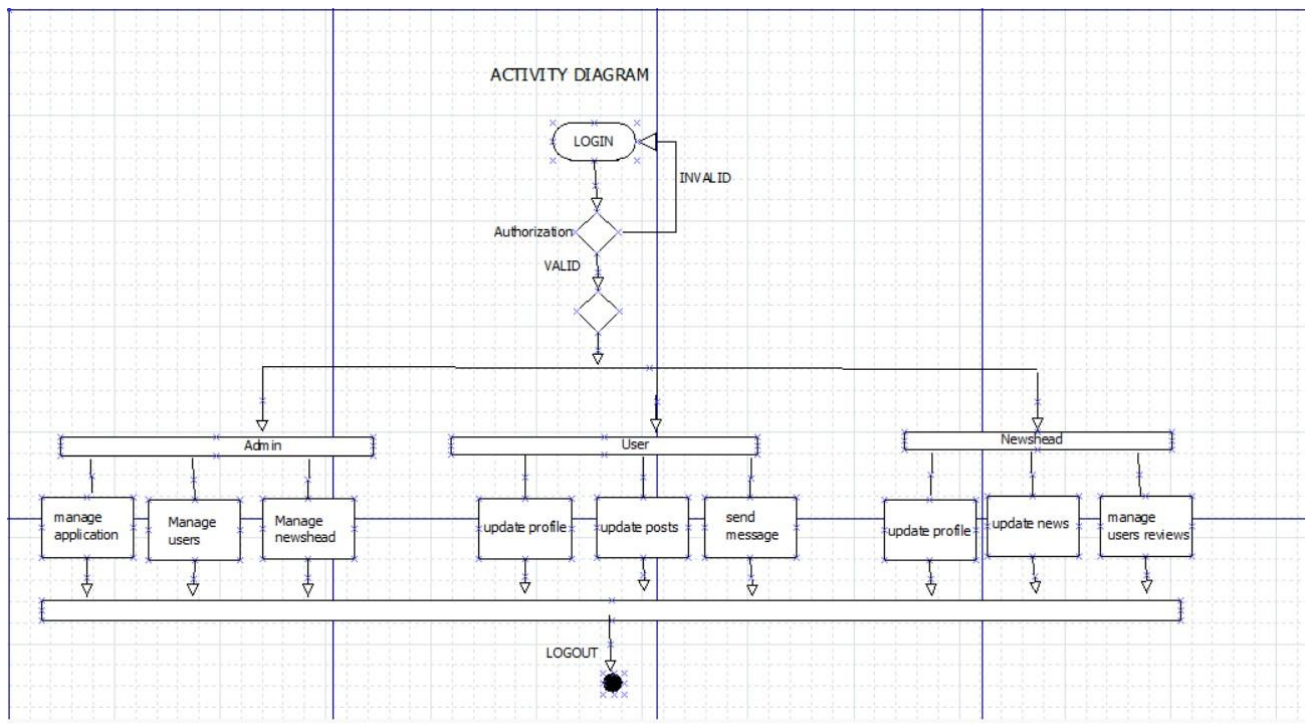 ACTIVITY DIAGRAM
LOGIN
INVALID
Authorization
VALID
Admin
User
Newshead
manage
application
Manage
users
Manage
newshead
update profile
update posts
send
message
update profile
update news
manage
users reviews
LOGOUT